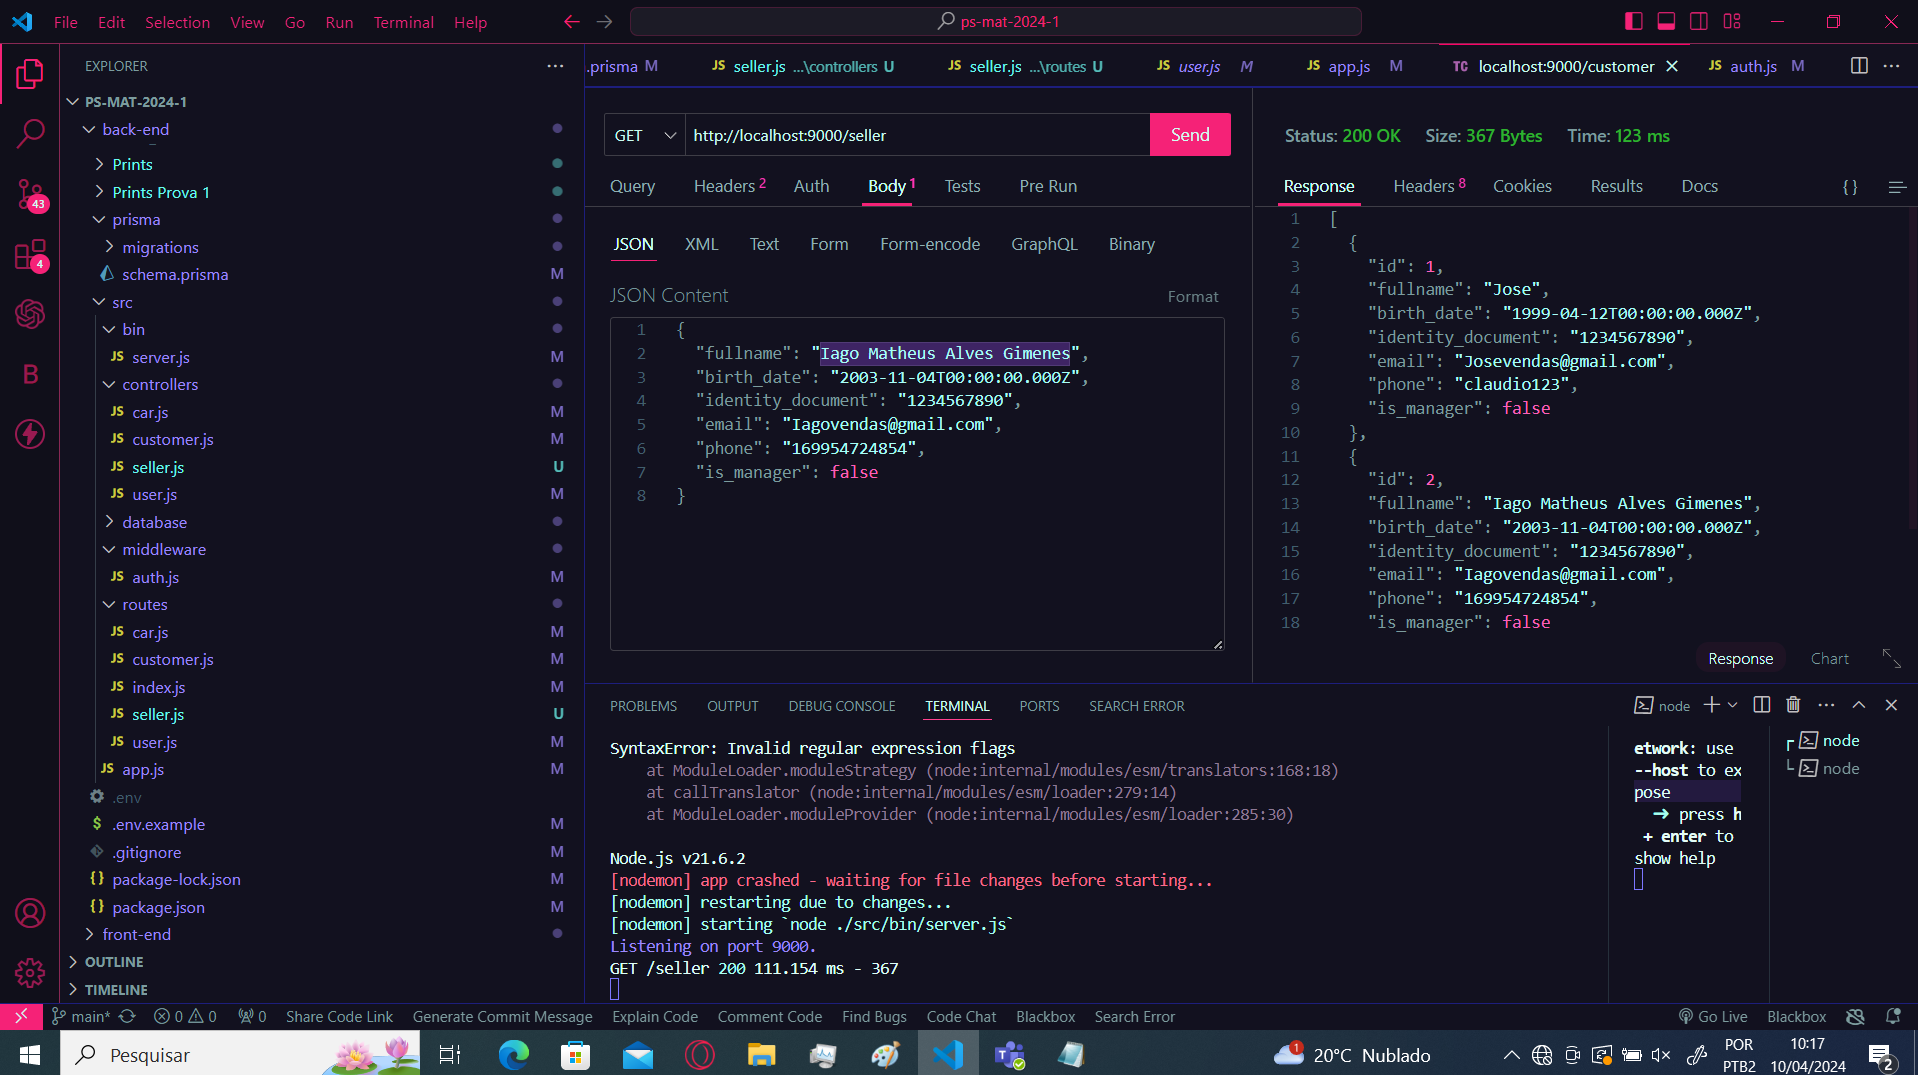 File Edit Selection View Go Run Terminal Help
ps-mat-2024-1
EXPLORER
PS-MAT-2024-1
back-end
Prints
Prints Prova 1
prisma
migrations
schema.prisma M
src
bin
JS server.js M
controllers
JS car.js M
JS customer.js M
JS seller.js U
JS user.js M
database
middleware
JS auth.js M
routes
JS car.js M
JS customer.js M
JS index.js M
JS seller.js U
JS user.js M
JS app.js M
.env
$ .env.example M
.gitignore M
{} package-lock.json M
{} package.json M
front-end
OUTLINE
TIMELINE
43
4
B
.prisma M
JS seller.js ...\controllers U
JS seller.js ...\routes U
JS user.js M
JS app.js M
TC localhost:9000/customer
JS auth.js M
GET http://localhost:9000/seller Send
Query Headers 2 Auth Body 1 Tests Pre Run
JSON XML Text Form Form-encode GraphQL Binary
JSON Content Format
1 {
2 "fullname": "Iago Matheus Alves Gimenes",
3 "birth_date": "2003-11-04T00:00:00.000Z",
4 "identity_document": "1234567890",
5 "email": "Iagovendas@gmail.com",
6 "phone": "169954724854",
7 "is_manager": false
8 }
Status: 200 OK Size: 367 Bytes Time: 123 ms
Response Headers 8 Cookies Results Docs {}
1 [
2 {
3 "id": 1,
4 "fullname": "Jose",
5 "birth_date": "1999-04-12T00:00:00.000Z",
6 "identity_document": "1234567890",
7 "email": "Josevendas@gmail.com",
8 "phone": "claudio123",
9 "is_manager": false
10 },
11 {
12 "id": 2,
13 "fullname": "Iago Matheus Alves Gimenes",
14 "birth_date": "2003-11-04T00:00:00.000Z",
15 "identity_document": "1234567890",
16 "email": "Iagovendas@gmail.com",
17 "phone": "169954724854",
18 "is_manager": false
Response Chart
PROBLEMS OUTPUT DEBUG CONSOLE TERMINAL PORTS SEARCH ERROR
node
SyntaxError: Invalid regular expression flags
at ModuleLoader.moduleStrategy (node:internal/modules/esm/translators:168:18)
at callTranslator (node:internal/modules/esm/loader:279:14)
at ModuleLoader.moduleProvider (node:internal/modules/esm/loader:285:30)
Node.js v21.6.2
[nodemon] app crashed - waiting for file changes before starting...
[nodemon] restarting due to changes...
[nodemon] starting `node ./src/bin/server.js`
Listening on port 9000.
GET /seller 200 111.154 ms - 367
etwork: use
--host to ex
pose
➜ press h
+ enter to
show help
node
node
main* 0 0 0 Share Code Link Generate Commit Message Explain Code Comment Code Find Bugs Code Chat Blackbox Search Error Go Live Blackbox
Pesquisar
1
20°C Nublado
POR
PTB2
10:17
10/04/2024
2